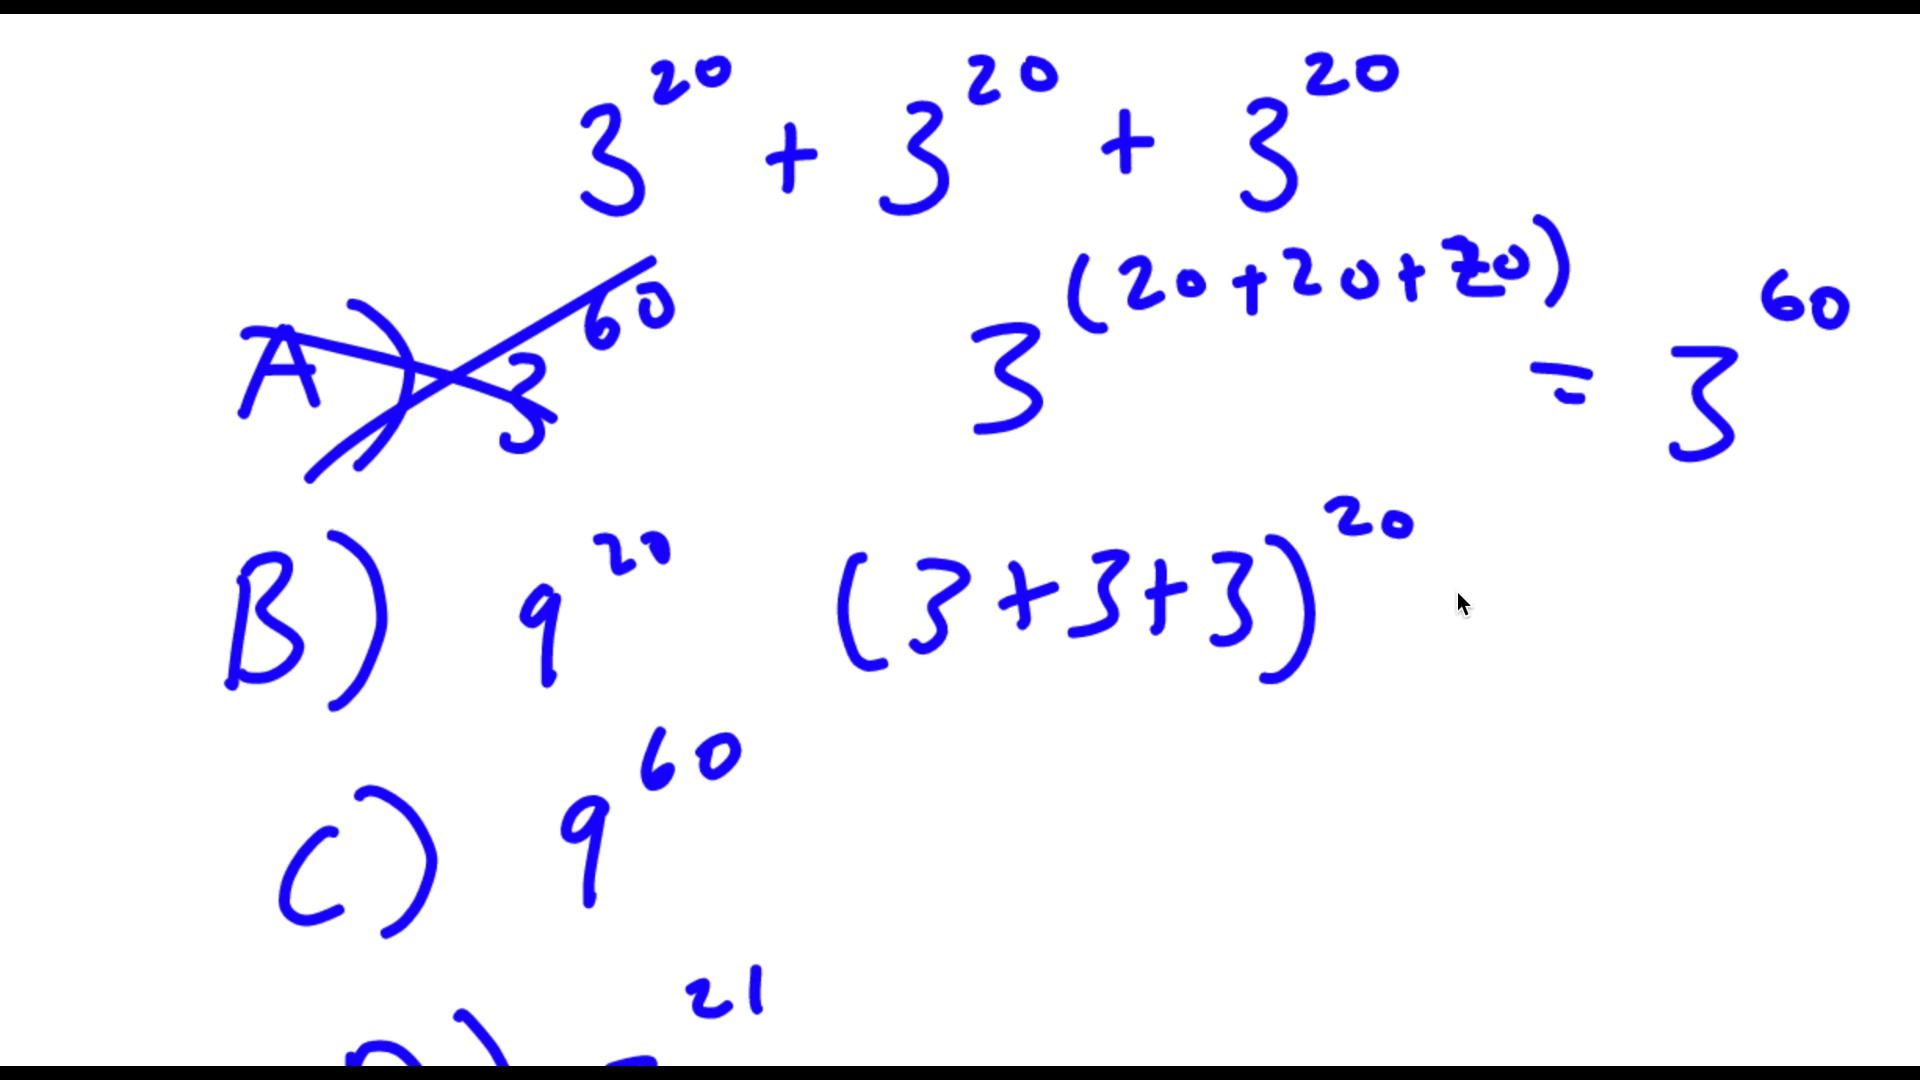 3^20 + 3^20 + 3^20
A) 3^60 3^(20+20+20) = 3^60
B) 9^20 (3+3+3)^20
C) 9^60
21